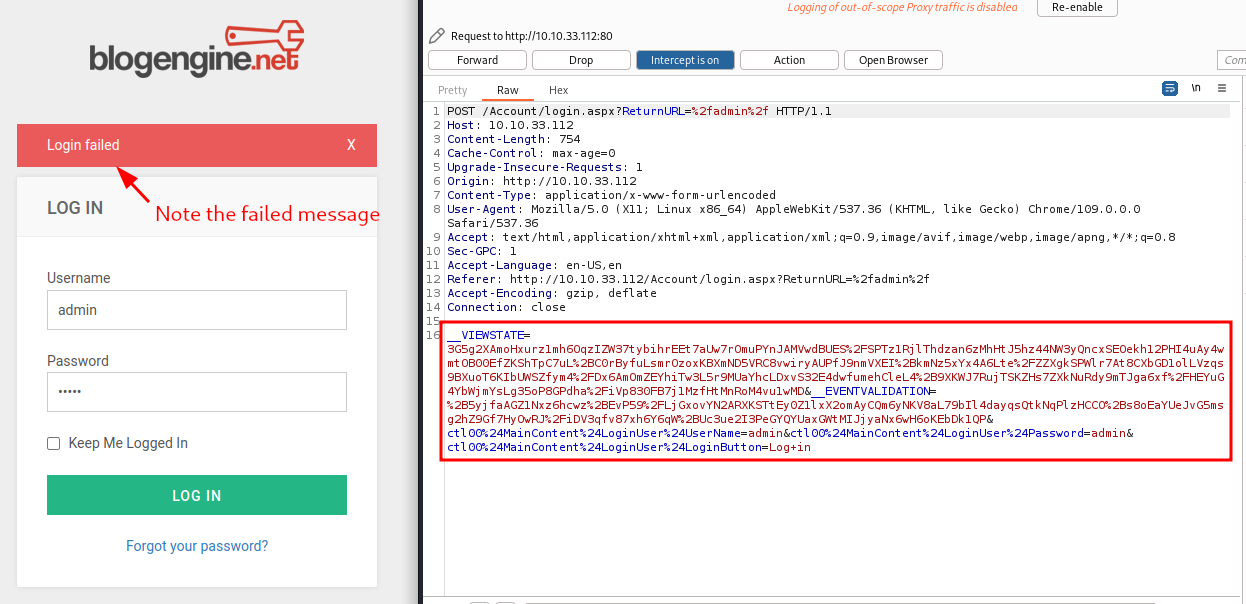 blogengine.net
Login failed
X
LOG IN
Note the failed message
Username
admin
Password
•••••
Keep Me Logged In
LOG IN
Forgot your password?
Logging of out-of-scope Proxy traffic is disabled
Re-enable
Request to http://10.10.33.112:80
Forward
Drop
Intercept is on
Action
Open Browser
Com
Pretty
Raw
Hex
\n
1 POST /Account/login.aspx?ReturnURL=%2fadmin%2f HTTP/1.1
2 Host: 10.10.33.112
3 Content-Length: 754
4 Cache-Control: max-age=0
5 Upgrade-Insecure-Requests: 1
6 Origin: http://10.10.33.112
7 Content-Type: application/x-www-form-urlencoded
8 User-Agent: Mozilla/5.0 (X11; Linux x86_64) AppleWebKit/537.36 (KHTML, like Gecko) Chrome/109.0.0.0
Safari/537.36
9 Accept: text/html,application/xhtml+xml,application/xml;q=0.9,image/avif,image/webp,image/apng,*/*;q=0.8
10 Sec-GPC: 1
11 Accept-Language: en-US,en
12 Referer: http://10.10.33.112/Account/login.aspx?ReturnURL=%2fadmin%2f
13 Accept-Encoding: gzip, deflate
14 Connection: close
15
16 __VIEWSTATE=
3G5g2XAmoHxurz1mh6OqzIZW37tybihrEEt7aUw7rOmuPYnJAMVwdBUES%2FSPTz1RjlThdzan6zMhHtJ5hz44NW3yQncxSEOekh12PHI4uAy4w
mtOB0OEfZKShTpC7uL%2BC0rByfuLsmrOzoxKBXmND5VRC8vwiryAUPfJ9nmVXEI%2BkmNz5xYx4A6Lte%2FZZXgkSPWlr7At8CXbGD1olLVzqs
9BXuoT6KIbUWSZfym4%2FDx6AmOmZEYhiTw3L5r9MUaYhcLDxvS32E4dwfumehCleL4%2B9XKWJ7RujTSKZHs7ZXkNuRdy9mTJga6xf%2FHEYuG
4YbWjmYsLg35oP8GPdha%2FiVp830FB7j1MzfHtMnRoM4vu1wMD&__EVENTVALIDATION=
%2B5yjfaAGZ1Nxz6hcwz%2BEvP59%2FLjGxovYN2ARXKSTtEy0Z1lxX2omAyCQm6yNKV8aL79bIl4dayqsQtkNqPlzHCC0%2Bs8oEaYUeJvG5ms
g2hZ9Gf7HyOwRJ%2FiDV3qfv87xh6Y6qW%2BUc3ue2I3PeGYQYUaxGWtMIJjyaNx6wH6oKEbDk1QP&
ctl00%24MainContent%24LoginUser%24UserName=admin&ctl00%24MainContent%24LoginUser%24Password=admin&
ctl00%24MainContent%24LoginUser%24LoginButton=Log+in